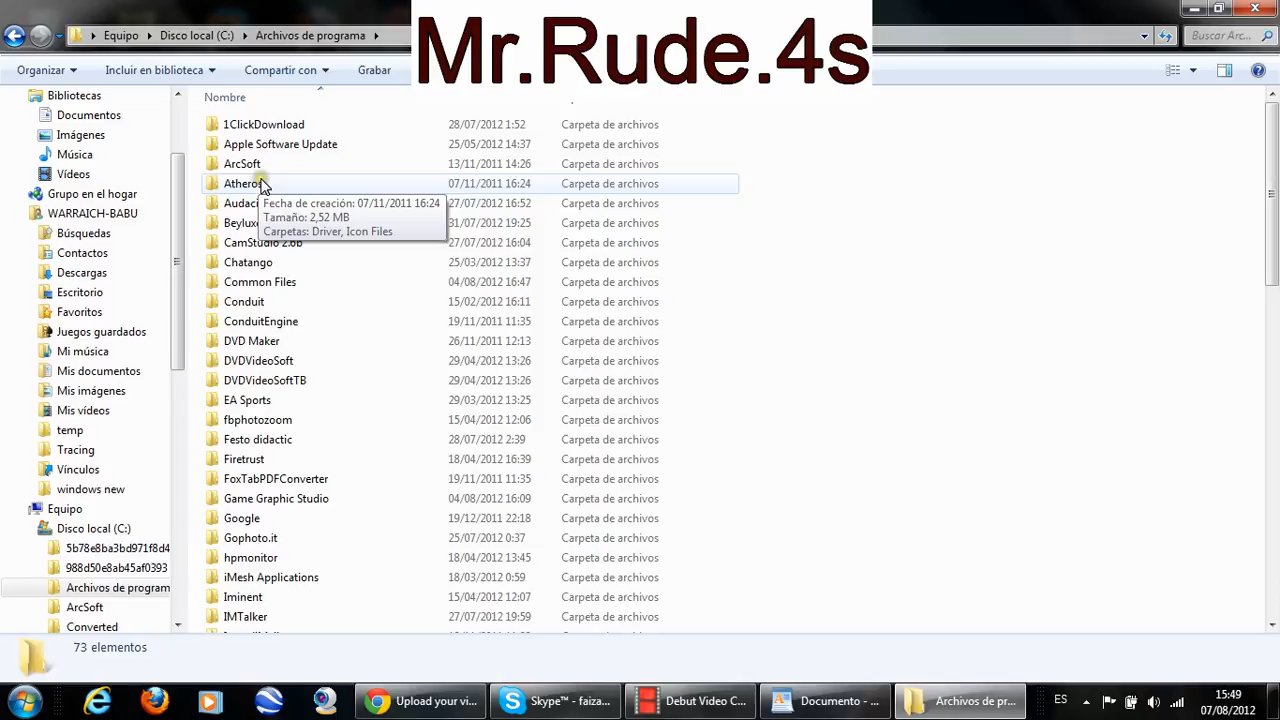 Mr.Rude.4s
Equipo Disco local (C:) Archivos de programa
Buscar Arc...
Organizar Incluir en biblioteca Compartir con Grabar
Nombre
Bibliotecas
Documentos
Imágenes
Música
Vídeos
Grupo en el hogar
WARRAICH-BABU
Búsquedas
Contactos
Descargas
Escritorio
Favoritos
Juegos guardados
Mi música
Mis documentos
Mis imágenes
Mis vídeos
temp
Tracing
Vínculos
windows new
Equipo
Disco local (C:)
5b78e8ba3bd971f8d4
988d50e8ab45af0393
Archivos de program
ArcSoft
Converted
1ClickDownload 28/07/2012 1:52 Carpeta de archivos
Apple Software Update 25/05/2012 14:37 Carpeta de archivos
ArcSoft 13/11/2011 14:26 Carpeta de archivos
Atheros 07/11/2011 16:24 Carpeta de archivos
Audaci 27/07/2012 16:52 Carpeta de archivos
Beylux 31/07/2012 19:25 Carpeta de archivos
CamStudio 2.6b 27/07/2012 16:04 Carpeta de archivos
Chatango 25/03/2012 13:37 Carpeta de archivos
Common Files 04/08/2012 16:47 Carpeta de archivos
Conduit 15/02/2012 16:11 Carpeta de archivos
ConduitEngine 19/11/2011 11:35 Carpeta de archivos
DVD Maker 26/11/2011 12:13 Carpeta de archivos
DVDVideoSoft 29/04/2012 13:26 Carpeta de archivos
DVDVideoSoftTB 29/04/2012 13:26 Carpeta de archivos
EA Sports 29/03/2012 13:25 Carpeta de archivos
fbphotozoom 15/04/2012 12:06 Carpeta de archivos
Festo didactic 28/07/2012 2:39 Carpeta de archivos
Firetrust 18/04/2012 16:39 Carpeta de archivos
FoxTabPDFConverter 19/11/2011 11:35 Carpeta de archivos
Game Graphic Studio 04/08/2012 16:09 Carpeta de archivos
Google 19/12/2011 22:18 Carpeta de archivos
Gophoto.it 25/07/2012 0:37 Carpeta de archivos
hpmonitor 18/04/2012 13:45 Carpeta de archivos
iMesh Applications 18/03/2012 0:59 Carpeta de archivos
Iminent 15/04/2012 12:07 Carpeta de archivos
IMTalker 27/07/2012 19:59 Carpeta de archivos
Fecha de creación: 07/11/2011 16:24
Tamaño: 2,52 MB
Carpetas: Driver, Icon Files
73 elementos
Upload your vi... Skype™ - faiza... Debut Video C... Documento - ... Archivos de pr... ES
15:49
07/08/2012